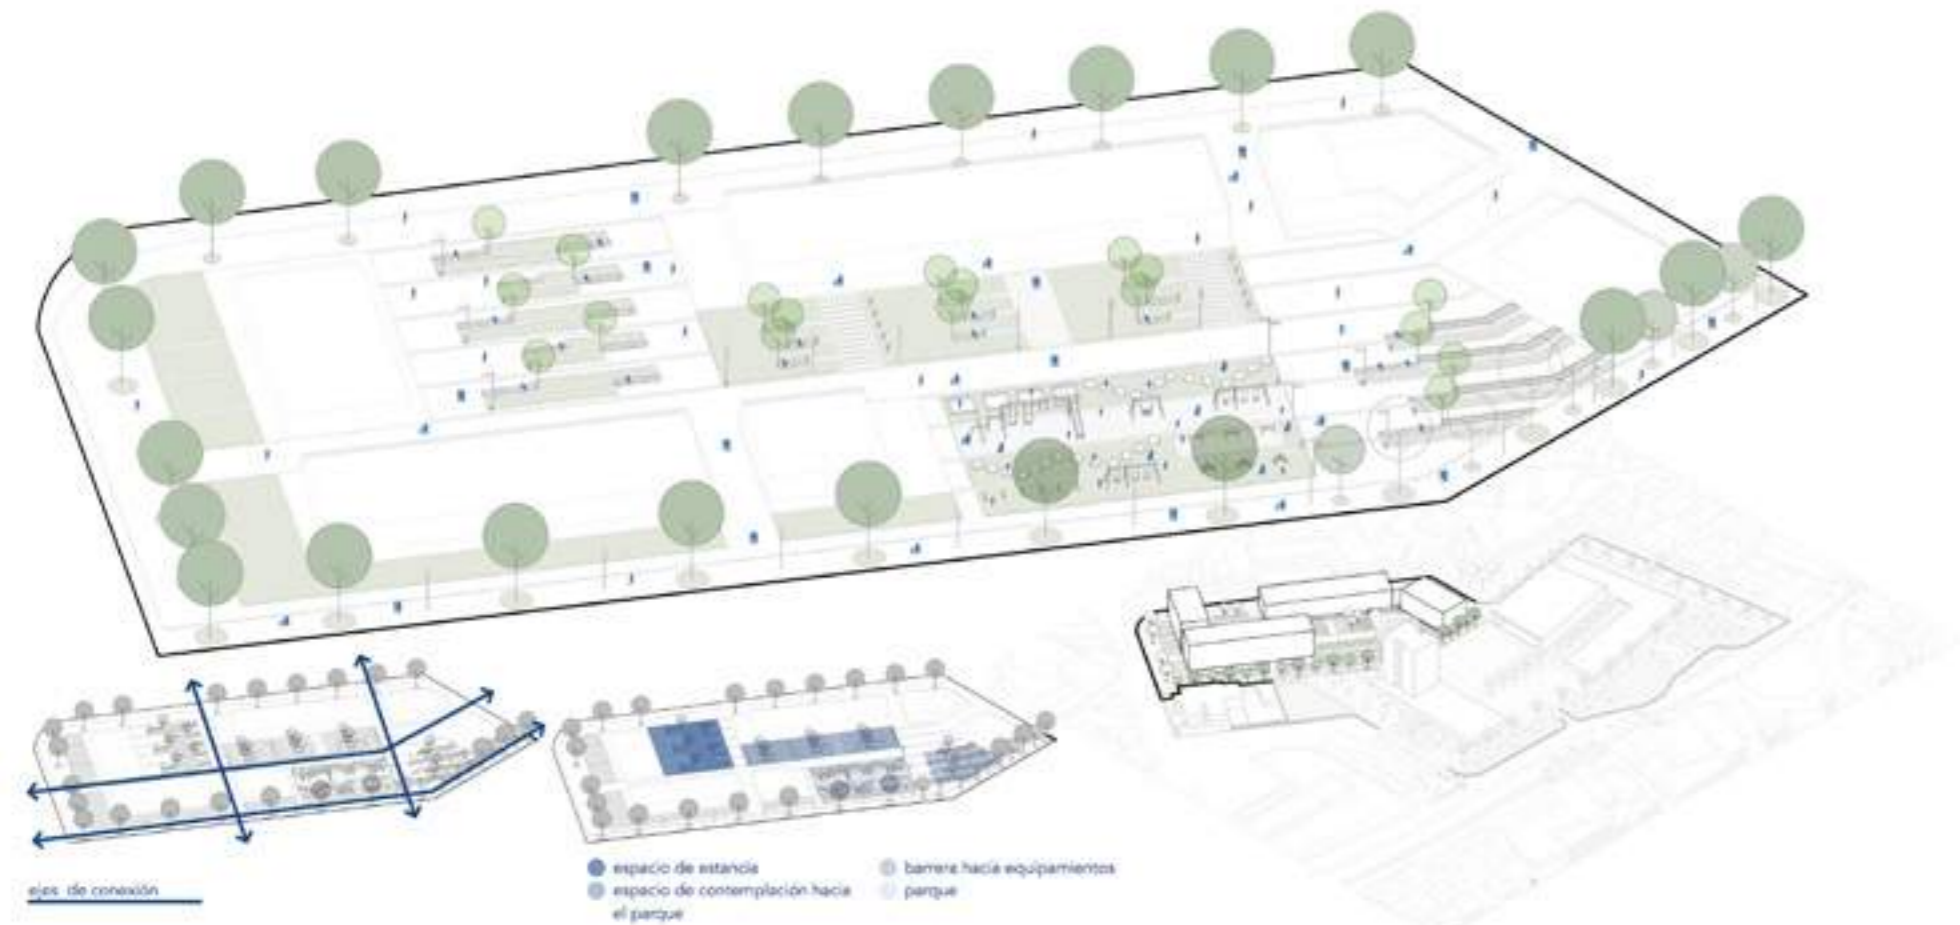 ejes de conexión
espacio de estancia
espacio de contemplación hacia
el parque
barrera hacia equipamientos
parque